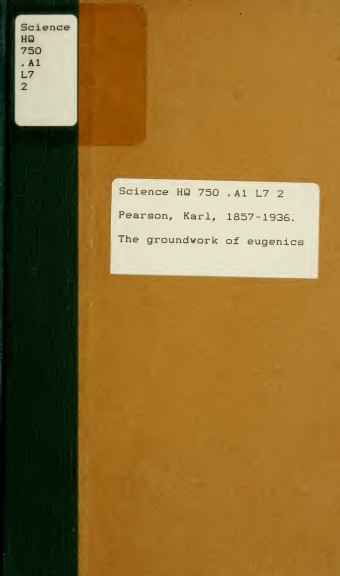 Science
HQ
750
.A1
L7
2
Science HQ 750 .A1 L7 2
Pearson, Karl, 1857-1936.
The groundwork of eugenics